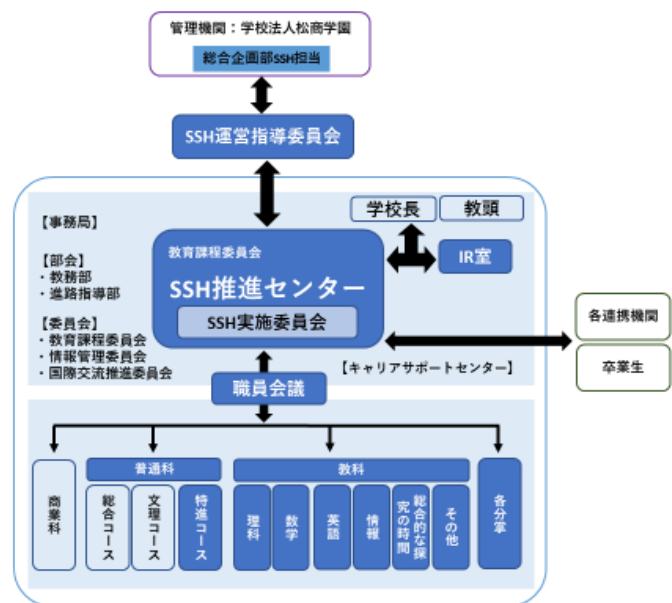 管理機関：学校法人松商学園
総合企画部SSH担当
SSH運営指導委員会
【事務局】
学校長
教頭
【部会】
・教務部
・進路指導部
教育課程委員会
SSH推進センター
SSH実施委員会
IR室
【委員会】
・教育課程委員会
・情報管理委員会
・国際交流推進委員会
各連携機関
卒業生
【キャリアサポートセンター】
職員会議
商業科
普通科
総合コース
文理コース
特進コース
教科
理科
数学
英語
情報
総合的な探
究の時間
その他
各分掌